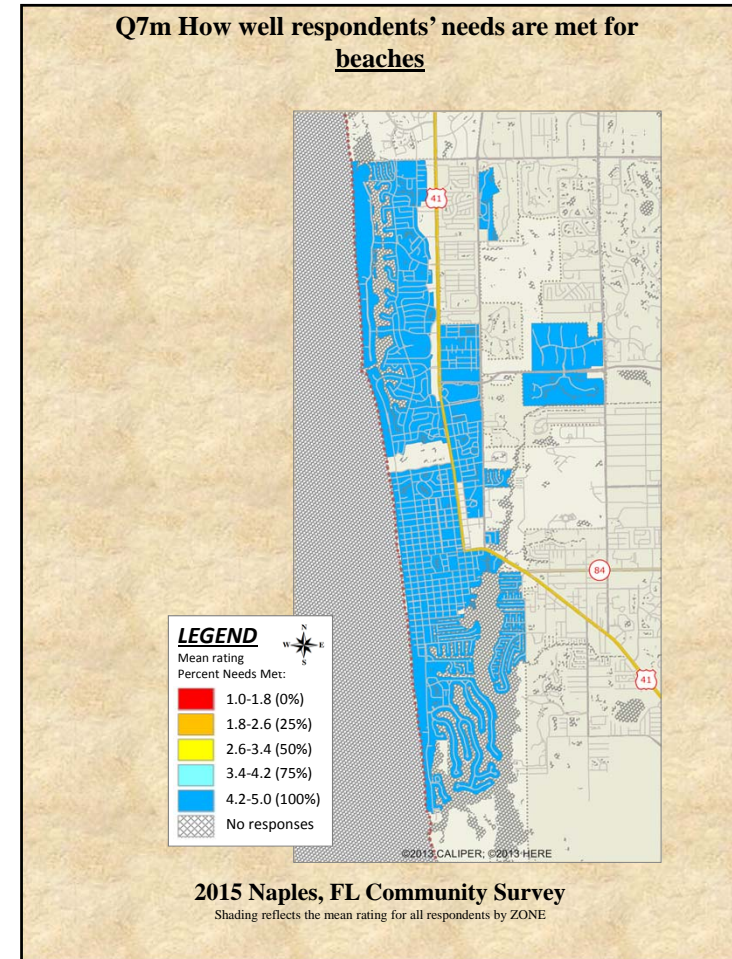 Q7m How well respondents’ needs are met for
beaches
41
84
41
LEGEND
N
W E
S
Mean rating
Percent Needs Met:
1.0-1.8 (0%)
1.8-2.6 (25%)
2.6-3.4 (50%)
3.4-4.2 (75%)
4.2-5.0 (100%)
No responses
©2013 CALIPER; ©2013 HERE
2015 Naples, FL Community Survey
Shading reflects the mean rating for all respondents by ZONE